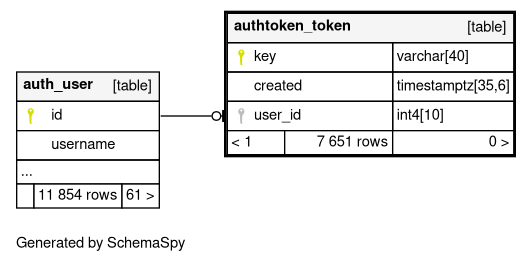 authtoken_token [table]
key varchar[40]
created timestamptz[35,6]
user_id int4[10]
< 1 7 651 rows 0 >
auth_user [table]
id
username
...
11 854 rows 61 >
Generated by SchemaSpy